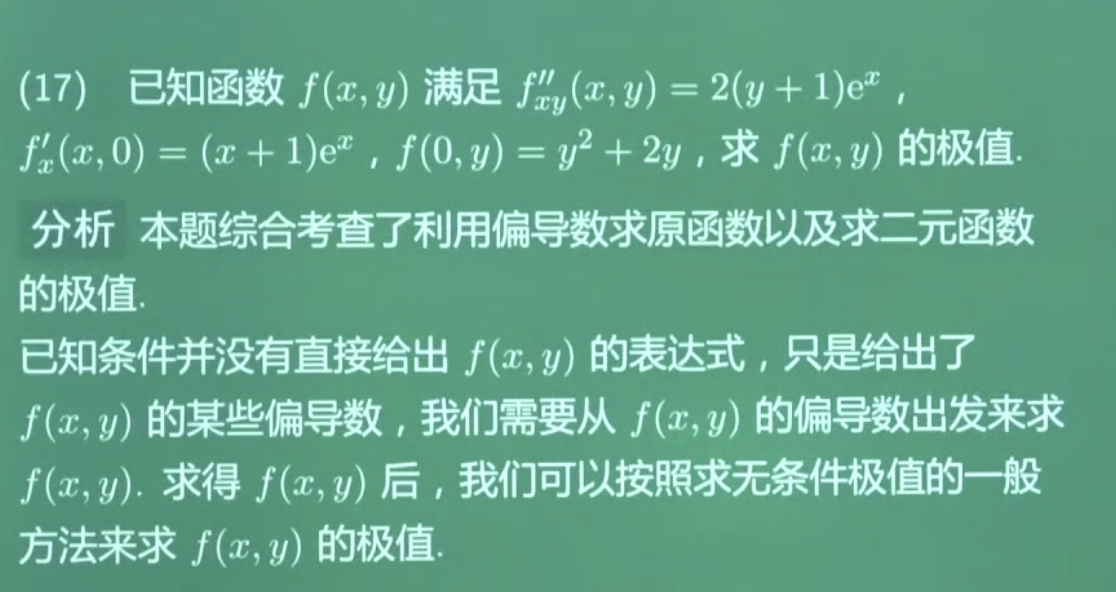 (17) 已知函数 f(x, y) 满足 f''_{xy}(x, y) = 2(y + 1)e^x ，
f'_x(x, 0) = (x + 1)e^x ，f(0, y) = y² + 2y ，求 f(x, y) 的极值.
分析 本题综合考查了利用偏导数求原函数以及求二元函数
的极值.
已知条件并没有直接给出 f(x, y) 的表达式，只是给出了
f(x, y) 的某些偏导数，我们需要从 f(x, y) 的偏导数出发来求
f(x, y). 求得 f(x, y) 后，我们可以按照求无条件极值的一般
方法来求 f(x, y) 的极值.